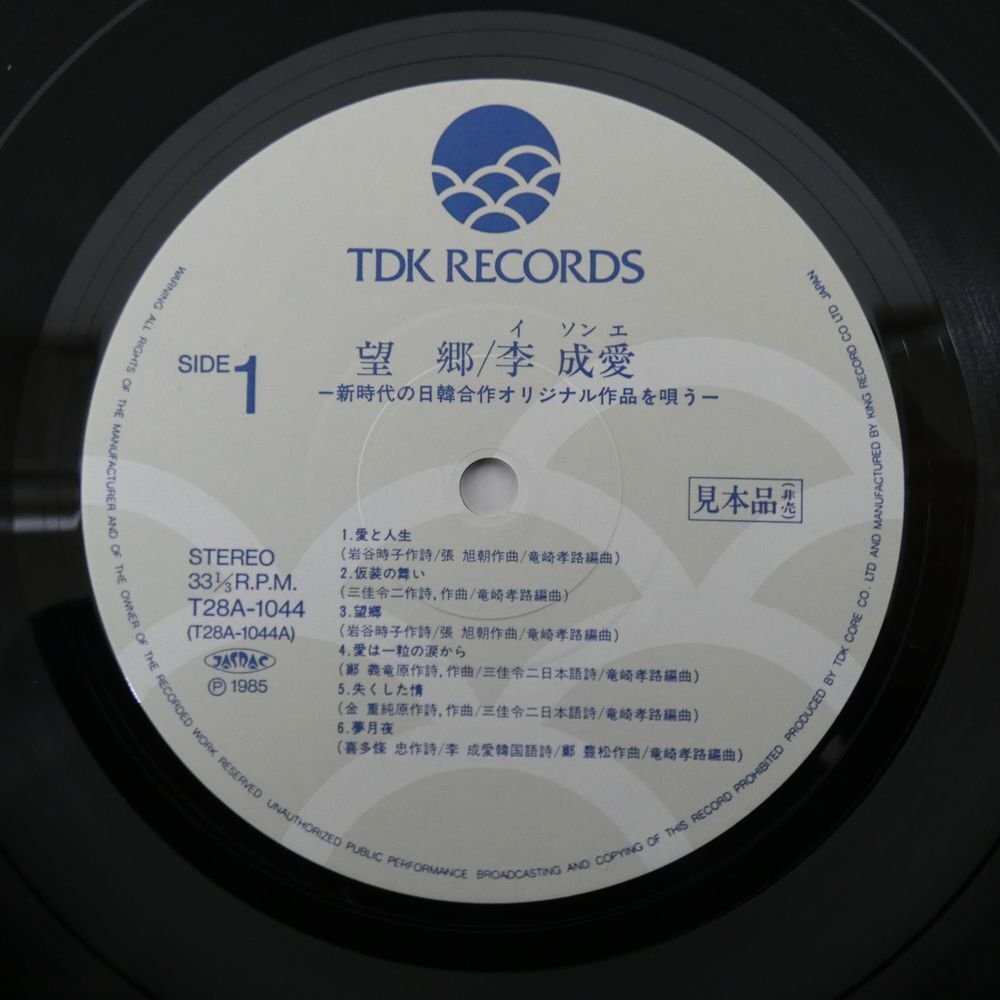 TDK RECORDS
SIDE 1
イ ソンエ
望 郷/李 成愛
ー新時代の日韓合作オリジナル作品を唄うー
見本品(非売)
STEREO
33⅓R.P.M.
T28A-1044
(T28A-1044A)
JASRAC
Ⓟ1985
1.愛と人生
(岩谷時子作詩/張 旭朝作曲/竜崎孝路編曲)
2.仮装の舞い
(三佳令二作詩,作曲/竜崎孝路編曲)
3.望郷
(岩谷時子作詩/張 旭朝作曲/竜崎孝路編曲)
4.愛は一粒の涙から
(鄭 義竜原作詩,作曲/三佳令二日本語詩/竜崎孝路編曲)
5.失くした情
(金 重純原作詩,作曲/三佳令二日本語詩/竜崎孝路編曲)
6.夢月夜
(喜多條 忠作詩/李 成愛韓国語詩/鄭 豊松作曲/竜崎孝路編曲)
WARNING ALL RIGHTS OF THE MANUFACTURER AND OF THE OWNER OF THE RECORDED WORK RESERVED UNAUTHORIZED PUBLIC PERFORMANCE BROADCASTING AND COPYING OF THIS RECORD PROHIBITED PRODUCED BY TDK CORE CO. LTD AND MANUFACTURED BY KING RECORD CO LTD JAPAN